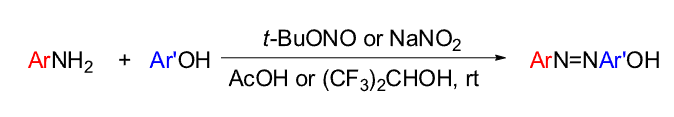 t-BuONO or NaNO₂
ArNH₂ + Ar'OH ArN=NAr'OH
AcOH or (CF₃)₂CHOH, rt